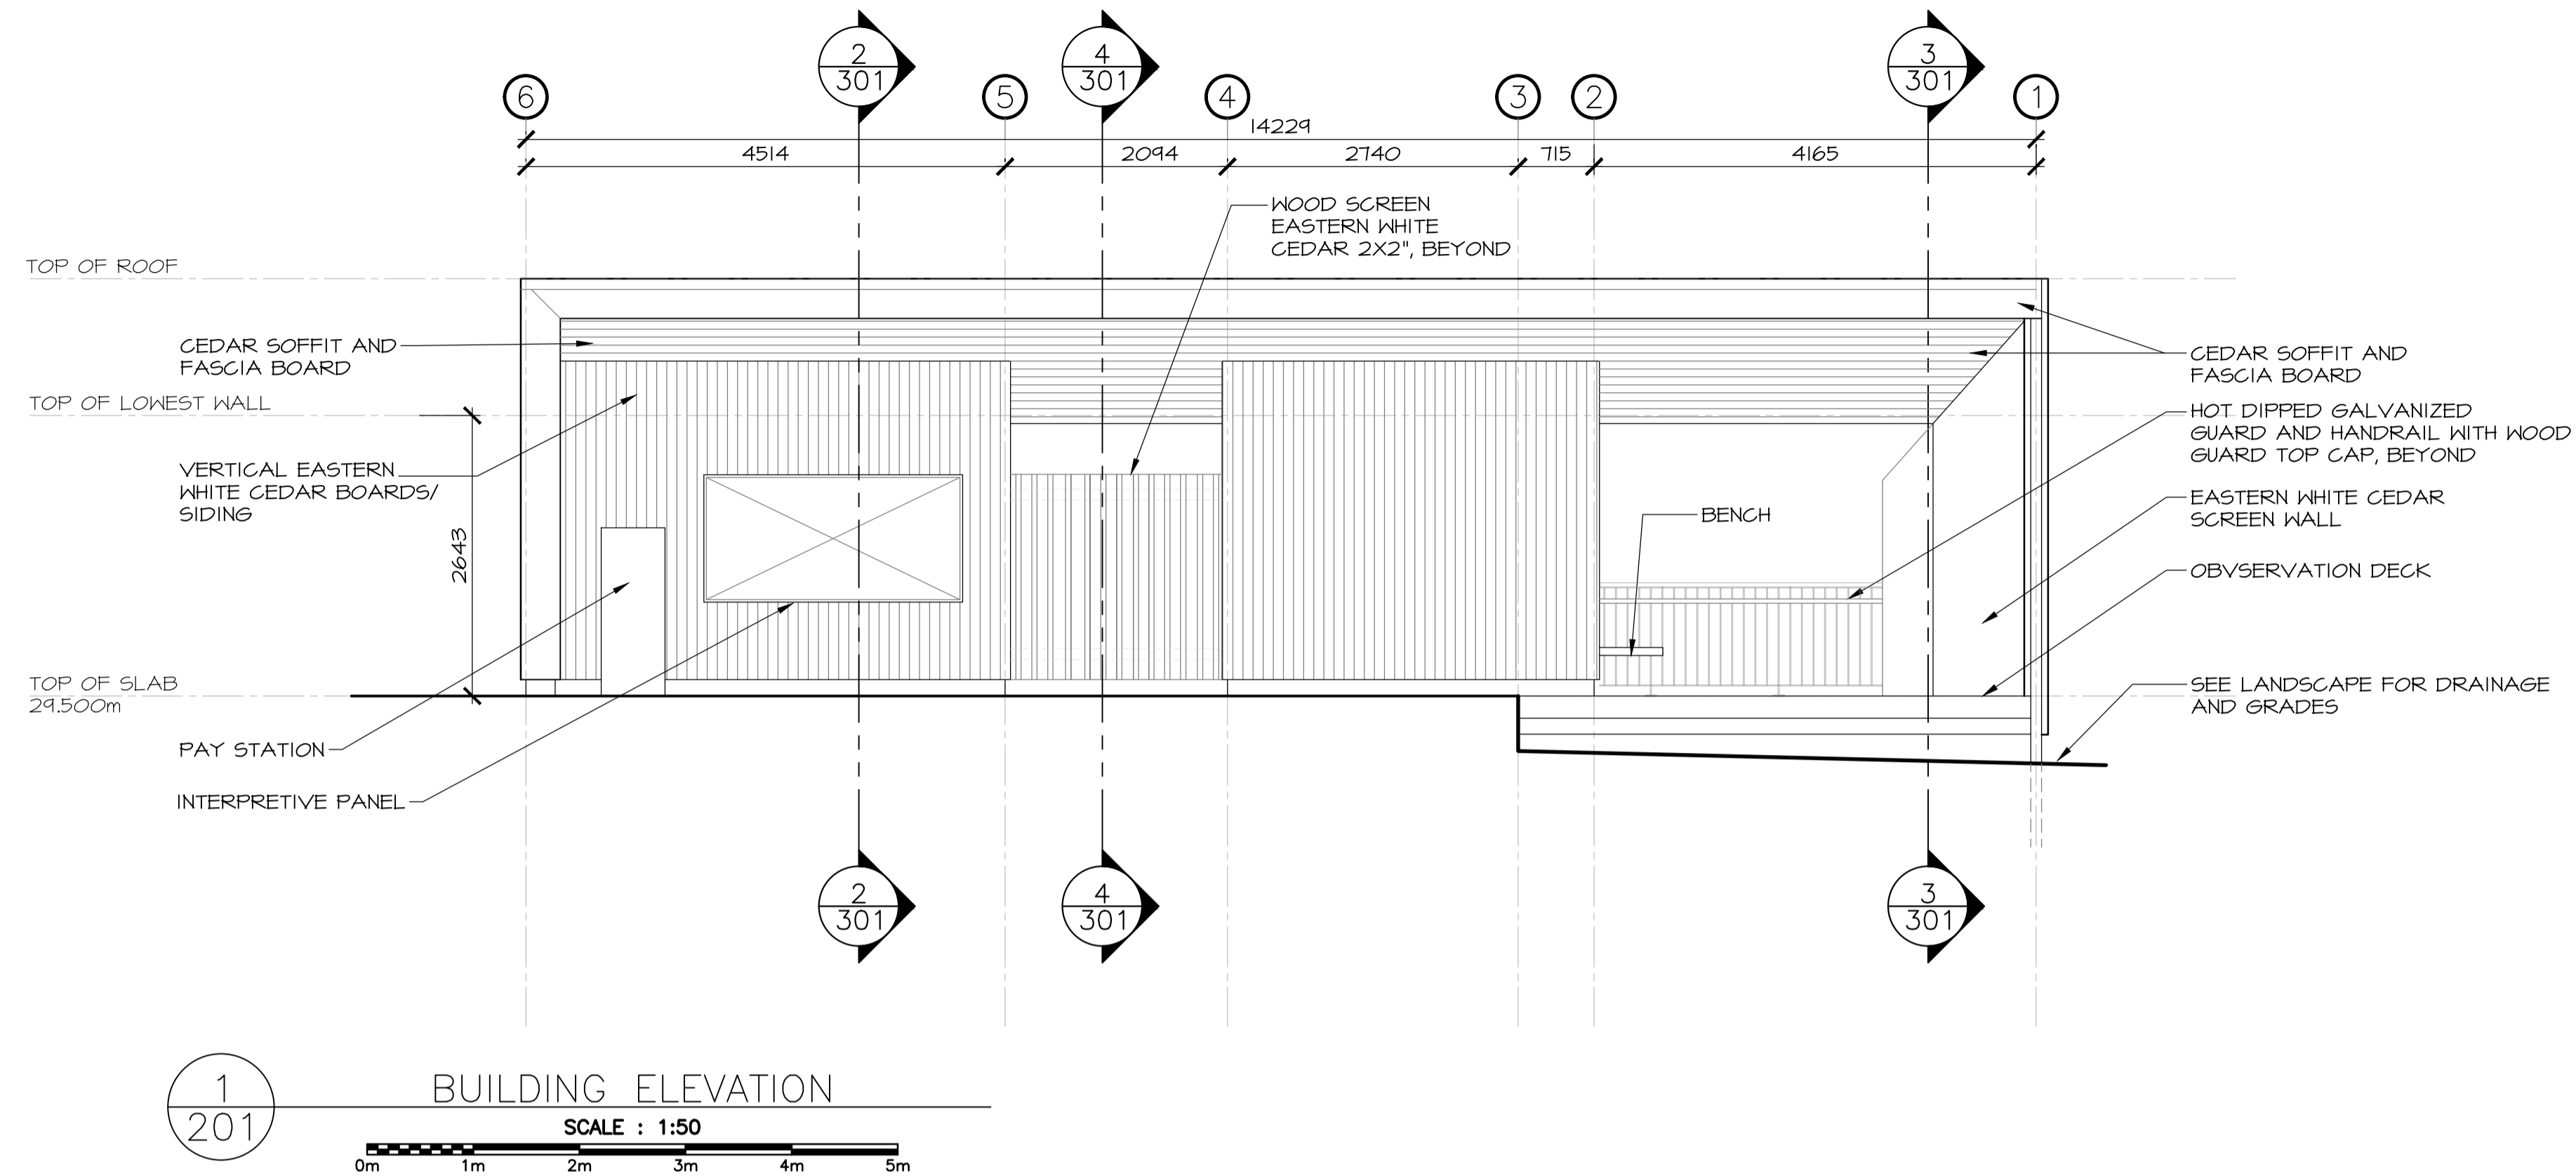 2
301
4
301
3
301
6
5
4
3
2
1
14229
4514
2094
2740
715
4165
WOOD SCREEN
EASTERN WHITE
CEDAR 2X2", BEYOND
TOP OF ROOF
CEDAR SOFFIT AND
FASCIA BOARD
TOP OF LOWEST WALL
VERTICAL EASTERN
WHITE CEDAR BOARDS/
SIDING
2643
TOP OF SLAB
29.500m
PAY STATION
INTERPRETIVE PANEL
BENCH
CEDAR SOFFIT AND
FASCIA BOARD
HOT DIPPED GALVANIZED
GUARD AND HANDRAIL WITH WOOD
GUARD TOP CAP, BEYOND
EASTERN WHITE CEDAR
SCREEN WALL
OBVSERVATION DECK
SEE LANDSCAPE FOR DRAINAGE
AND GRADES
2
301
4
301
3
301
1
201
BUILDING ELEVATION
SCALE : 1:50
0m 1m 2m 3m 4m 5m